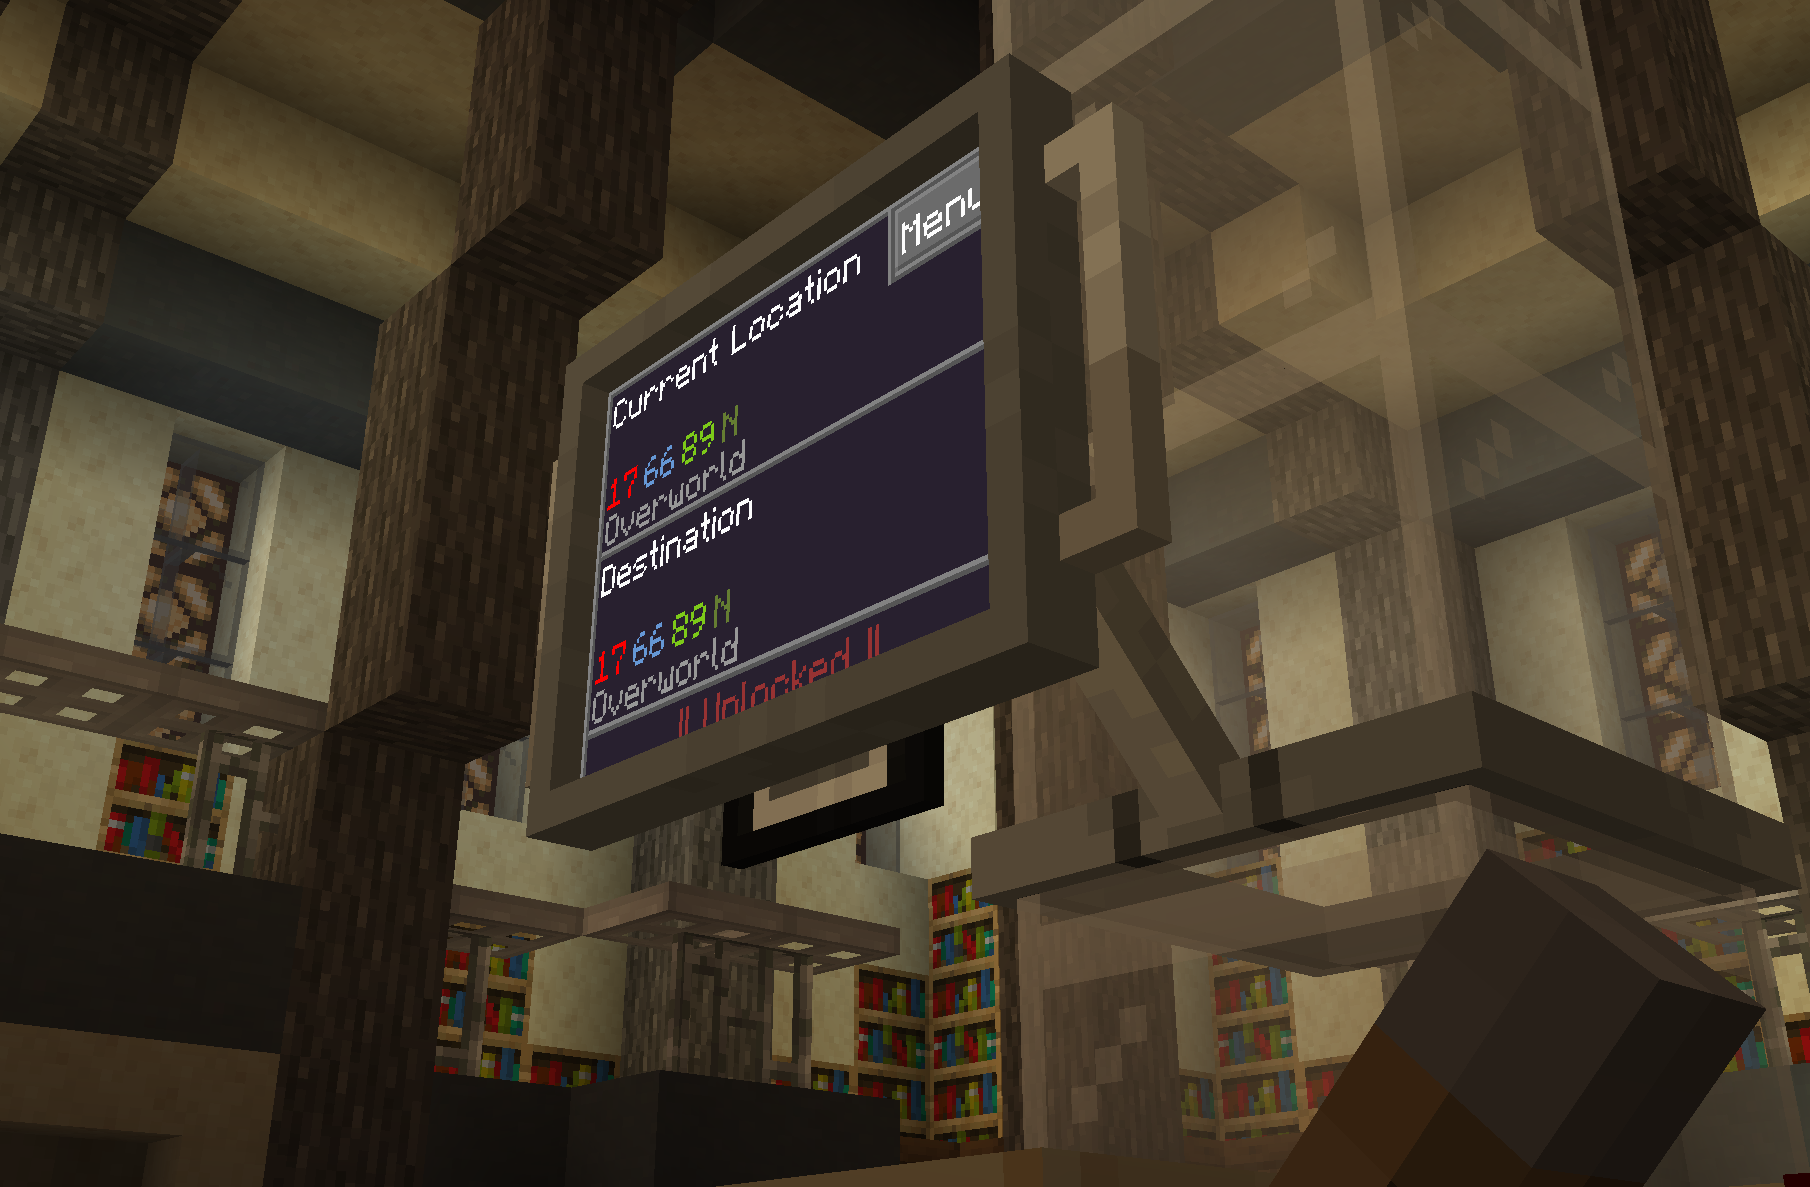 Menu
Current Location
17 66 89 N
Overworld
Destination
17 66 89 N
Overworld
|| Unlocked ||